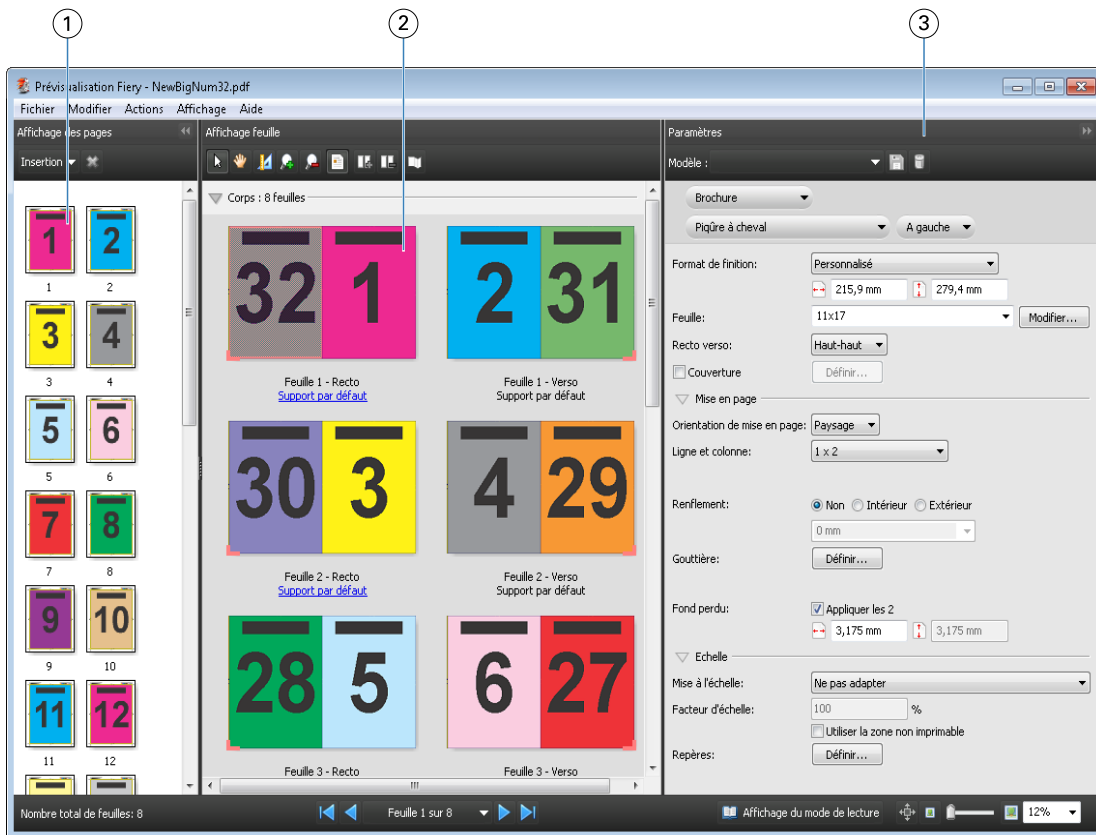 1 2 3
Prévisualisation Fiery - NewBigNum32.pdf
Fichier Modifier Actions Affichage Aide
Affichage des pages
Insertion
1 2
1 2
3 4
3 4
5 6
5 6
7 8
7 8
9 10
9 10
11 12
11 12
Nombre total de feuilles: 8
Affichage feuille
Corps : 8 feuilles
32 1 2 31
Feuille 1 - Recto Feuille 1 - Verso
Support par défaut Support par défaut
30 3 4 29
Feuille 2 - Recto Feuille 2 - Verso
Support par défaut Support par défaut
28 5 6 27
Feuille 3 - Recto Feuille 3 - Verso
Feuille 1 sur 8
Paramètres
Modèle :
Brochure
Piqûre à cheval A gauche
Format de finition: Personnalisé
215,9 mm 279,4 mm
Feuille: 11x17 Modifier...
Recto verso: Haut-haut
Couverture Définir...
Mise en page
Orientation de mise en page: Paysage
Ligne et colonne: 1 x 2
Renflement: Non Intérieur Extérieur
0 mm
Gouttière: Définir...
Fond perdu: Appliquer les 2
3,175 mm 3,175 mm
Echelle
Mise à l'échelle: Ne pas adapter
Facteur d'échelle: 100 %
Utiliser la zone non imprimable
Repères: Définir...
Affichage du mode de lecture 12%